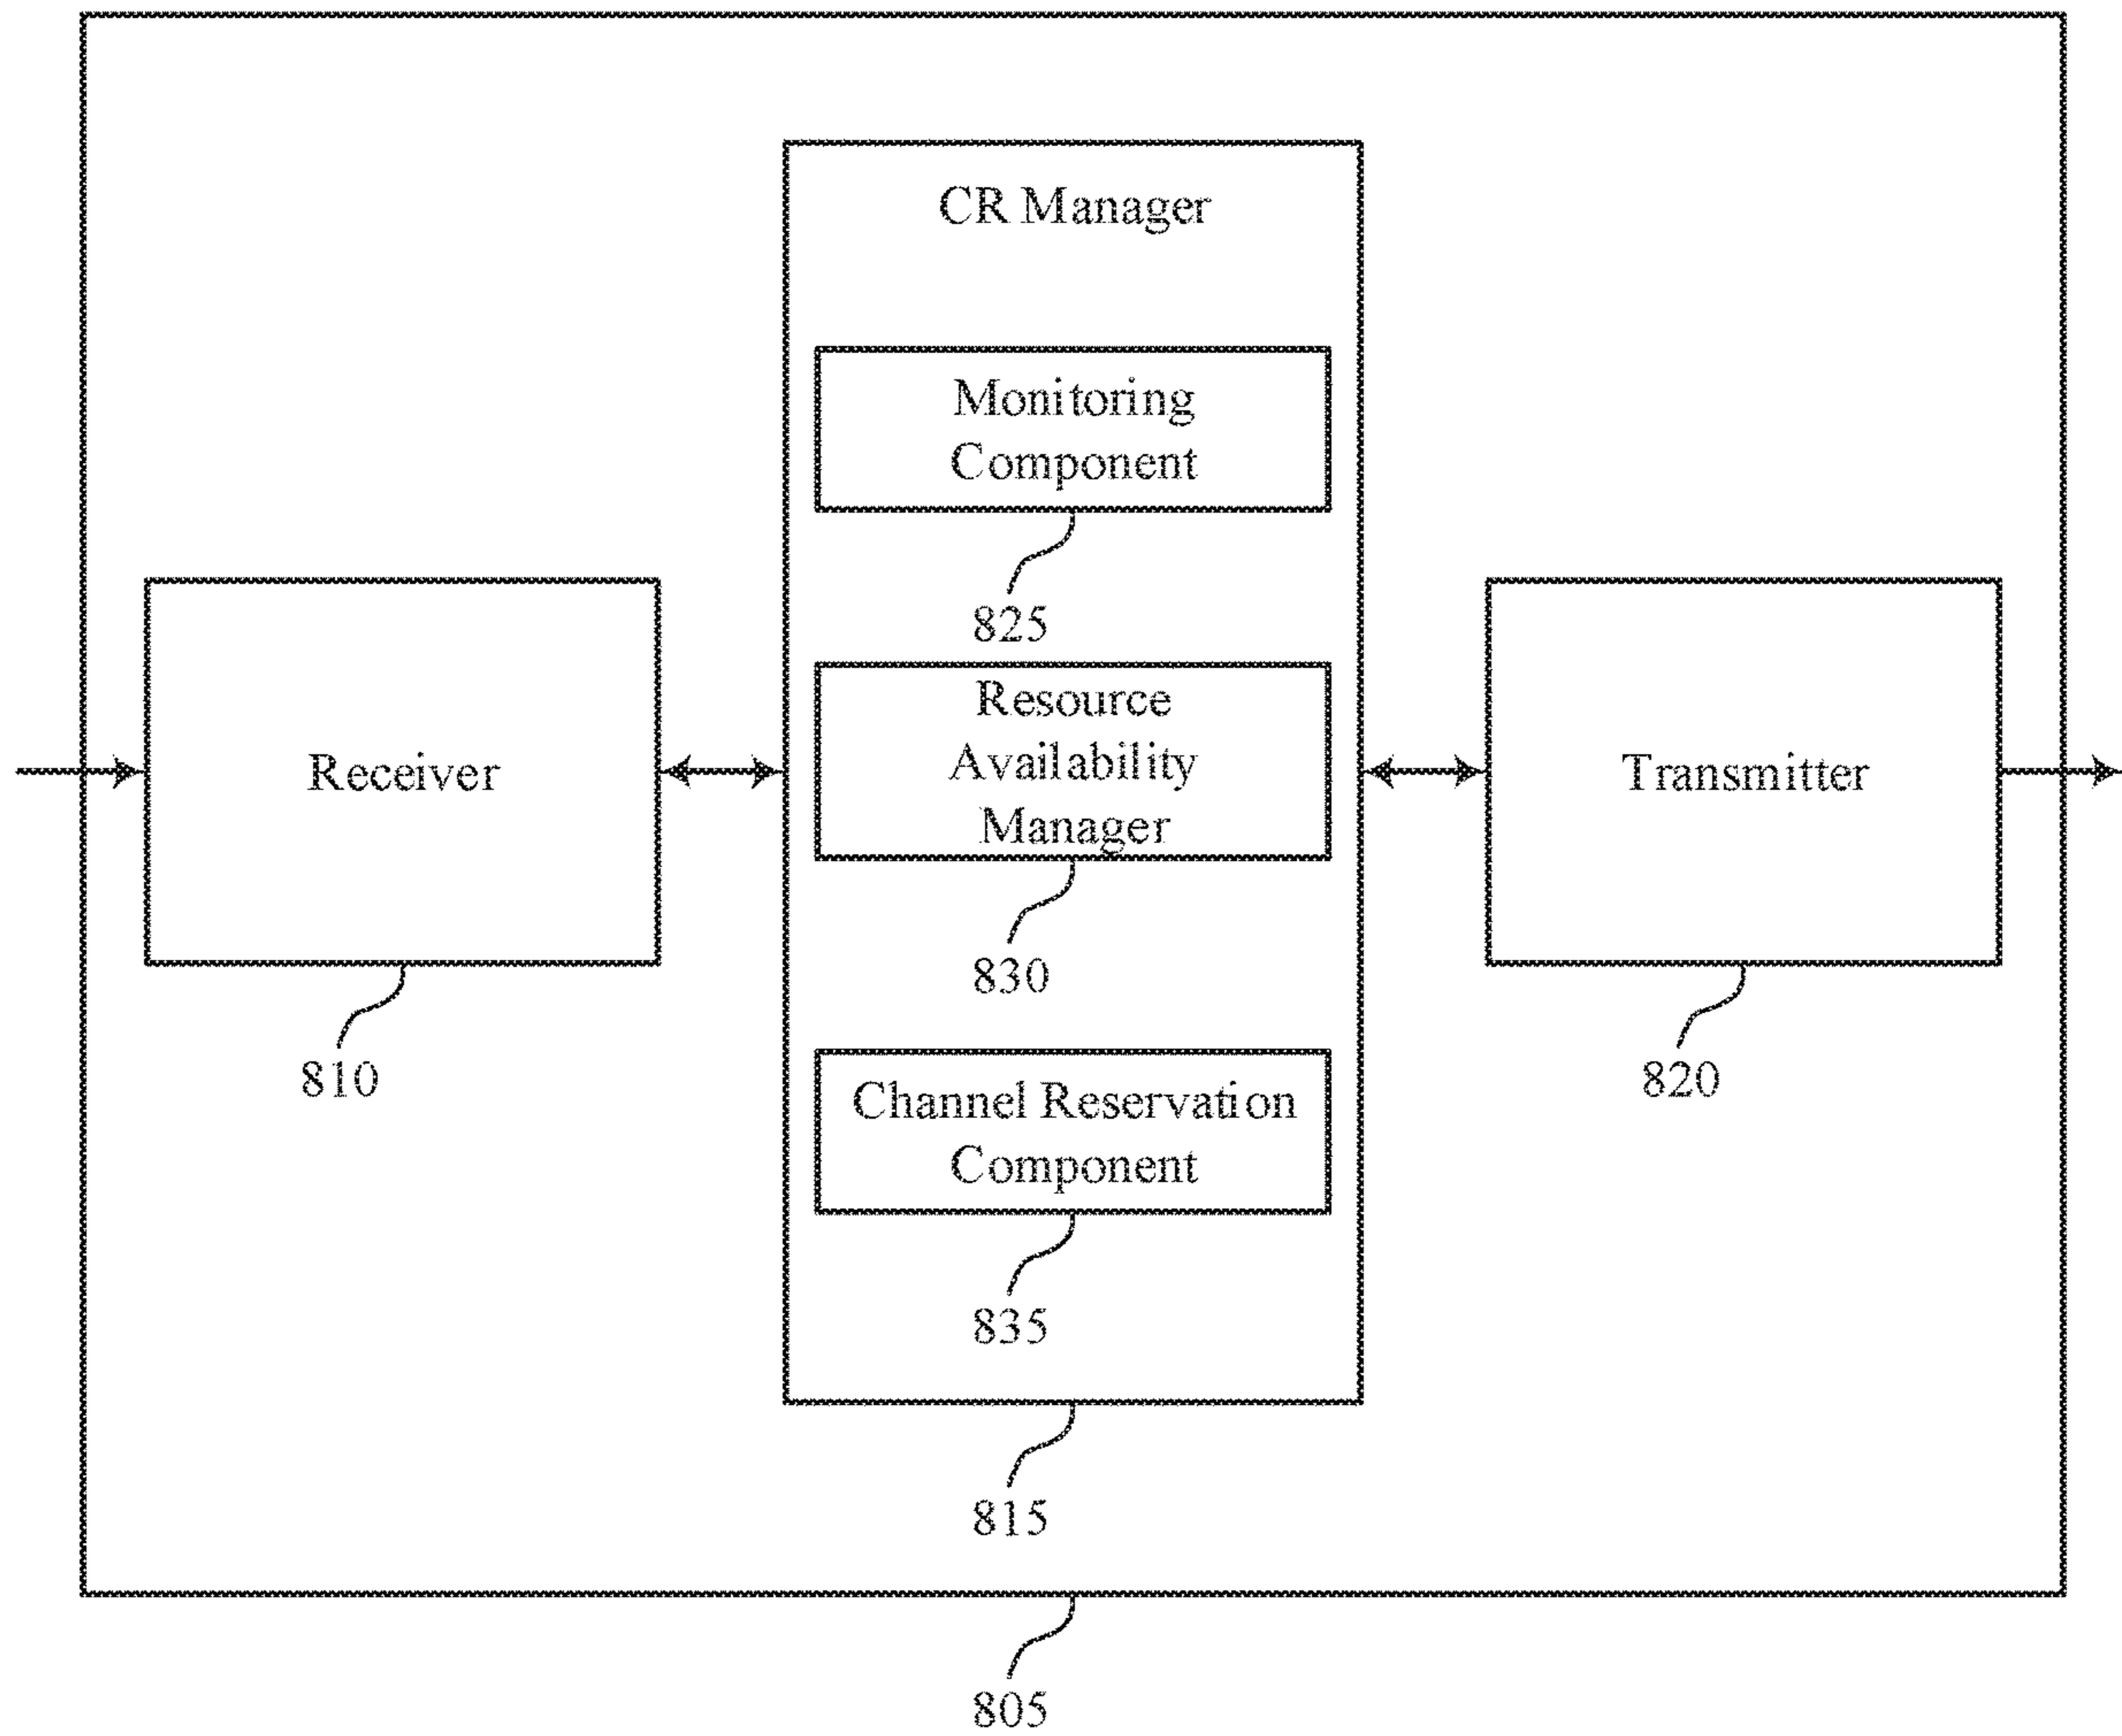 CR Manager
Monitoring
Component
825
Resource
Availability
Manager
830
Receiver
810
Transmitter
820
Channel Reservation
Component
835
815
805